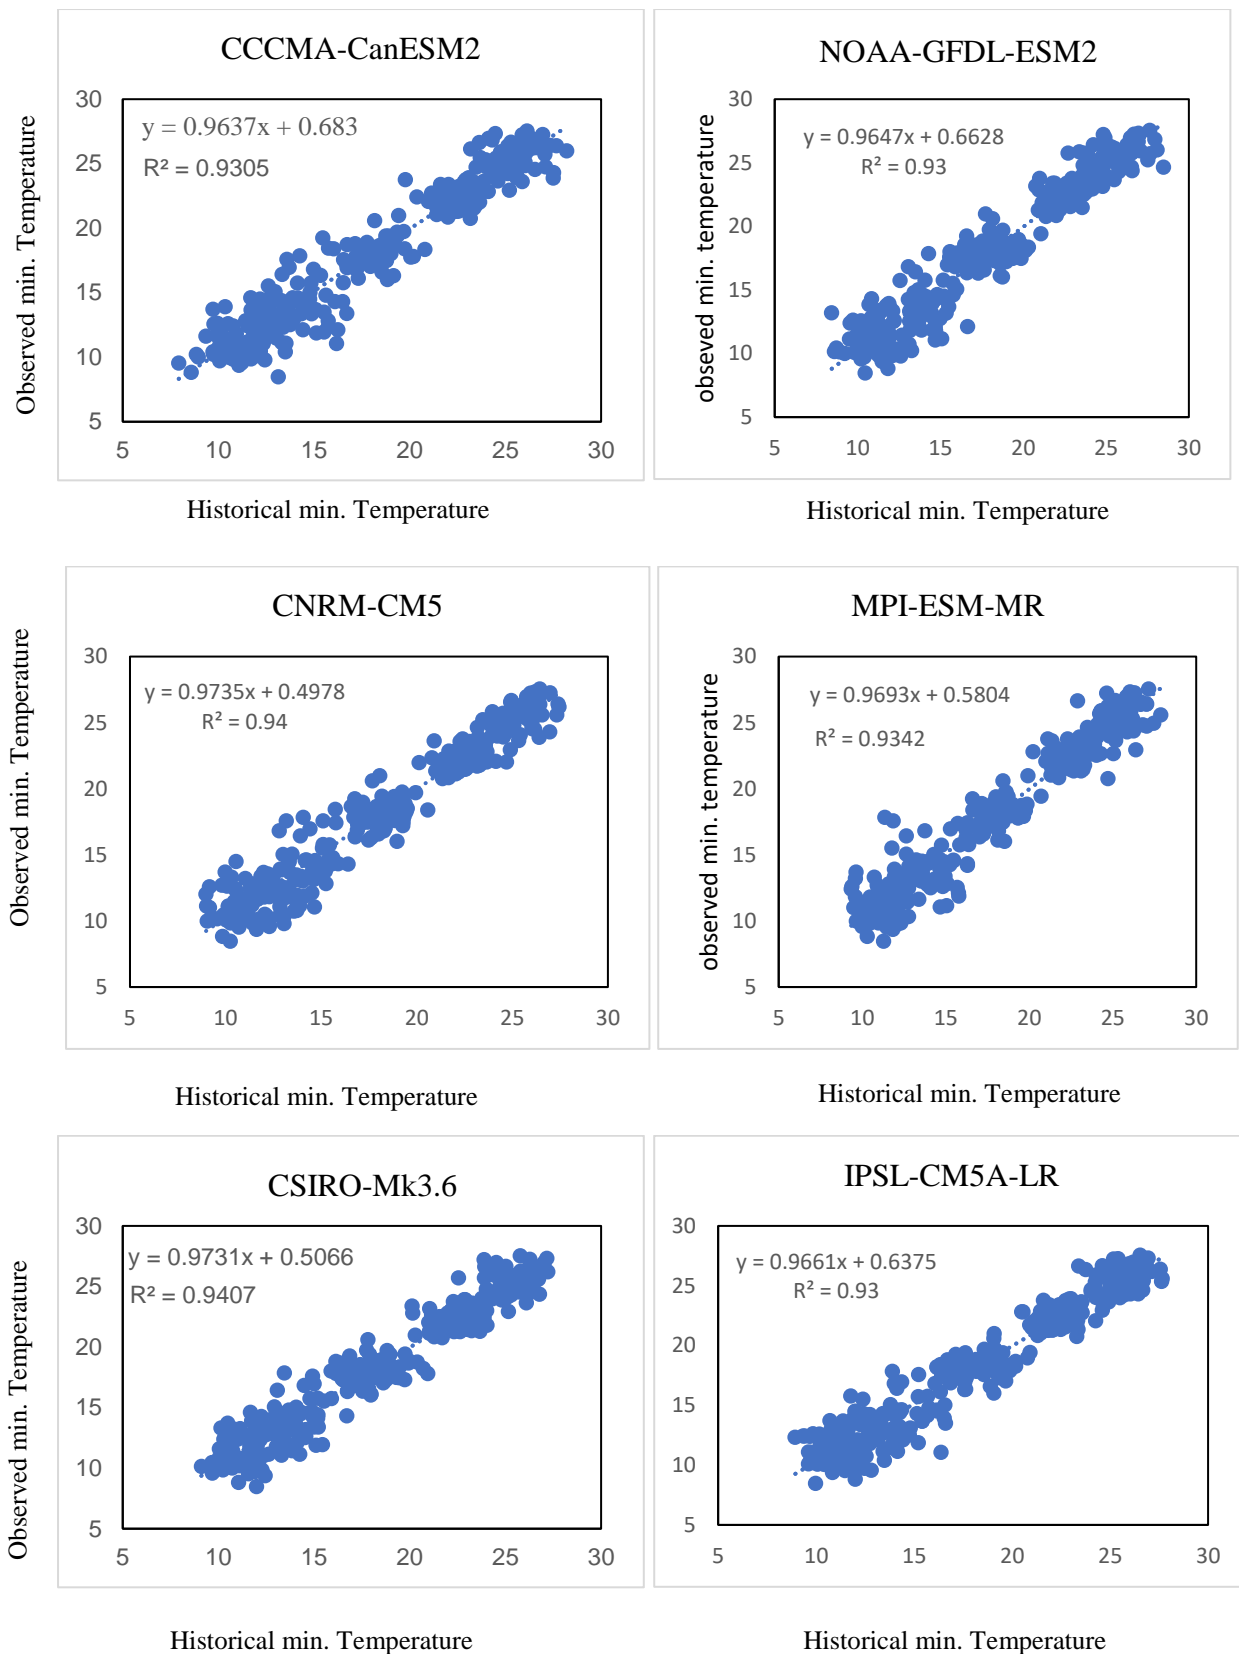 CCCMA-CanESM2
y = 0.9637x + 0.683
R² = 0.9305
Observed min. Temperature
30
25
20
15
10
5
5 10 15 20 25 30
Historical min. Temperature
NOAA-GFDL-ESM2
y = 0.9647x + 0.6628
R² = 0.93
obseved min. temperature
30
25
20
15
10
5
5 10 15 20 25 30
Historical min. Temperature
CNRM-CM5
y = 0.9735x + 0.4978
R² = 0.94
Observed min. Temperature
30
25
20
15
10
5
5 10 15 20 25 30
Historical min. Temperature
MPI-ESM-MR
y = 0.9693x + 0.5804
R² = 0.9342
observed min. temperature
30
25
20
15
10
5
5 10 15 20 25 30
Historical min. Temperature
CSIRO-Mk3.6
y = 0.9731x + 0.5066
R² = 0.9407
Observed min. Temperature
30
25
20
15
10
5
5 10 15 20 25 30
Historical min. Temperature
IPSL-CM5A-LR
y = 0.9661x + 0.6375
R² = 0.93
30
25
20
15
10
5
5 10 15 20 25 30
Historical min. Temperature